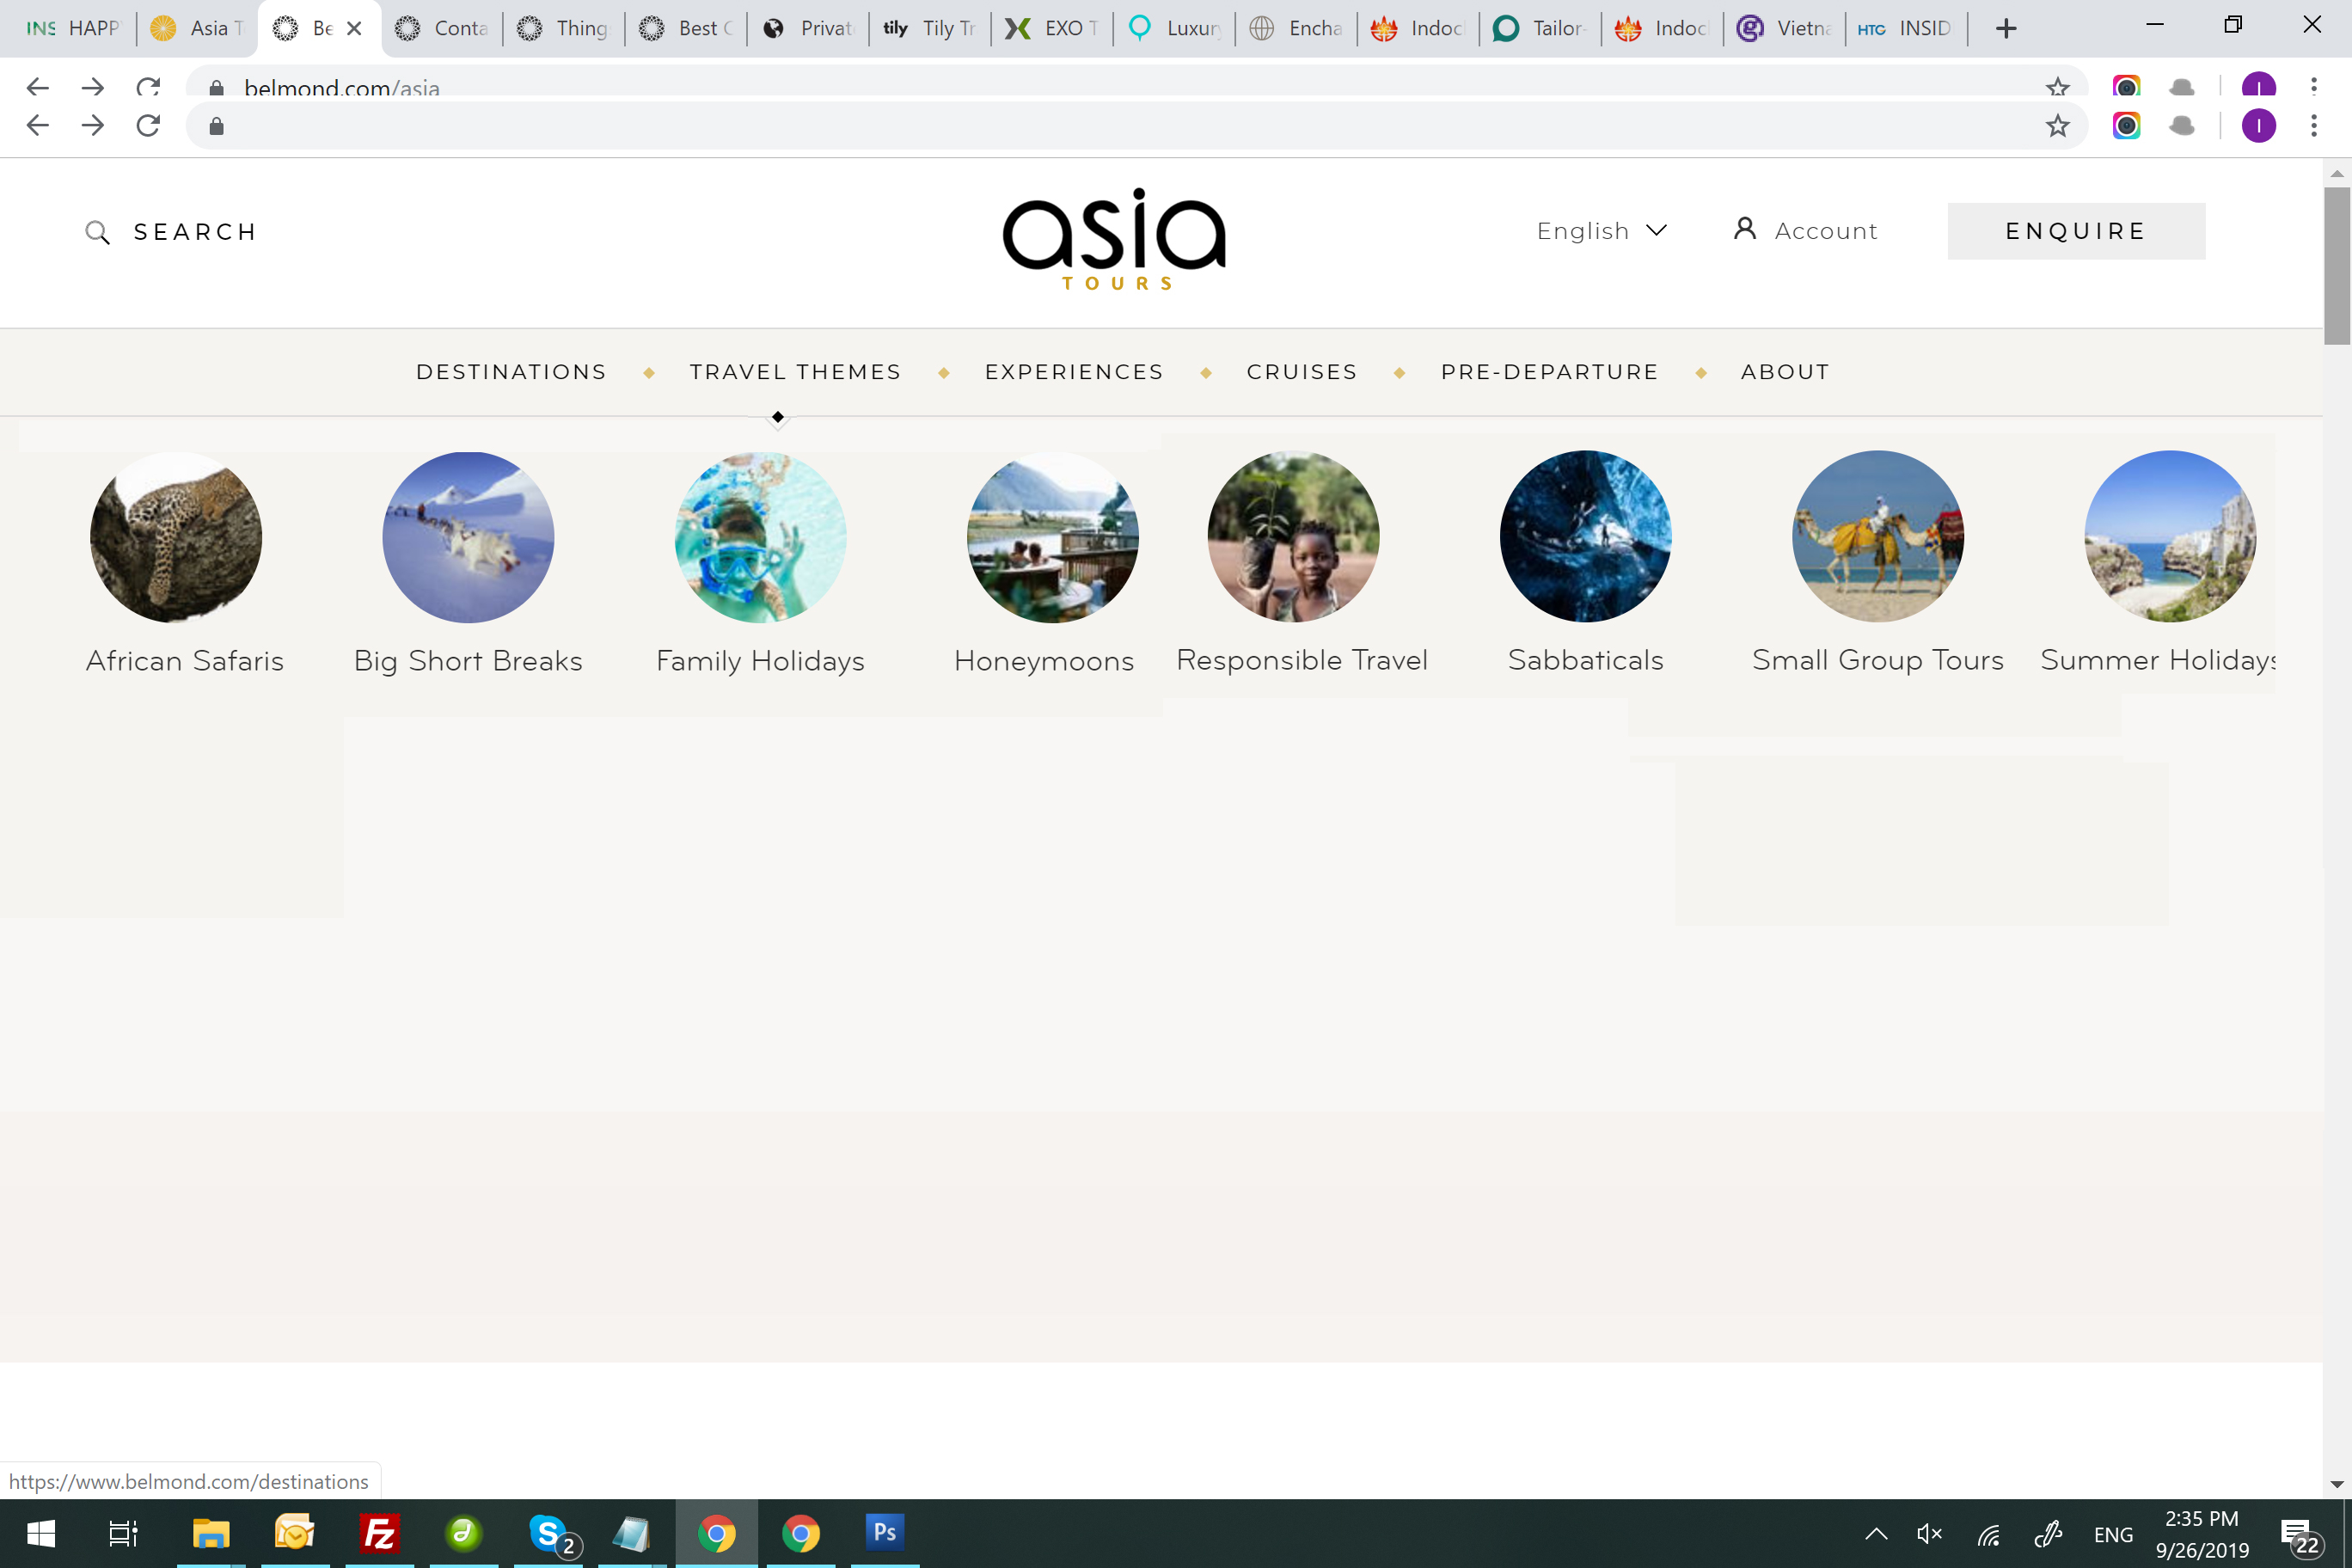 INS HAPP
Asia T
Be
Conta
Thing
Best C
Privat
tily Tily Tr
EXO T
Luxur
Encha
Indoc
Tailor-
Indoc
Vietna
HTG INSID
belmond.com/asia
I
I
SEARCH
asia
TOURS
English
Account
ENQUIRE
DESTINATIONS
TRAVEL THEMES
EXPERIENCES
CRUISES
PRE-DEPARTURE
ABOUT
African Safaris
Big Short Breaks
Family Holidays
Honeymoons
Responsible Travel
Sabbaticals
Small Group Tours
Summer Holidays
https://www.belmond.com/destinations
Fz
S 2
Ps
ENG
2:35 PM
9/26/2019
22